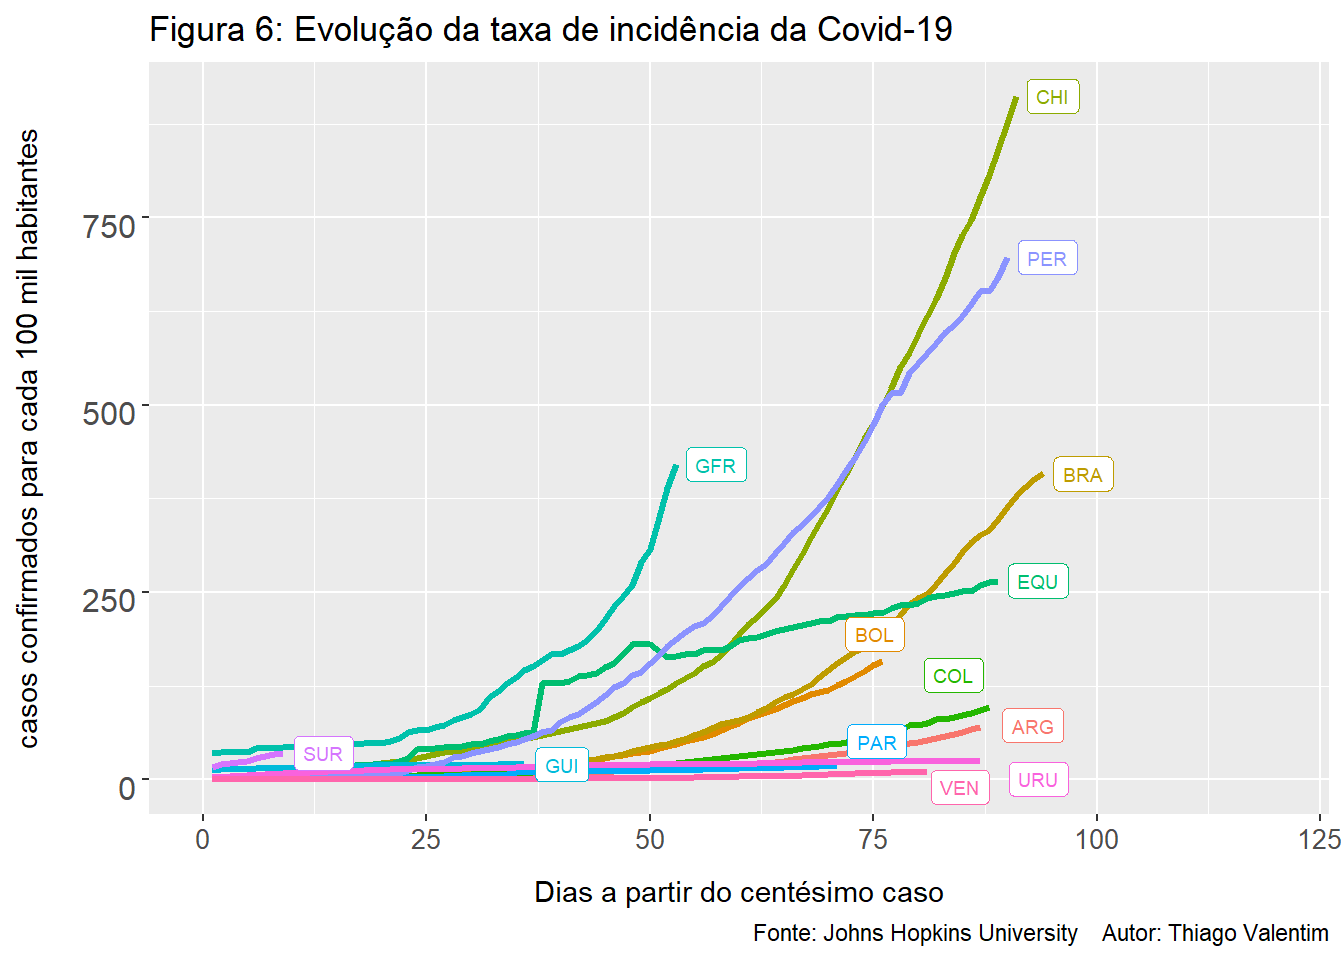 Figura 6: Evolução da taxa de incidência da Covid-19
casos confirmados para cada 100 mil habitantes
750
500
250
0
CHI
PER
GFR
BRA
EQU
BOL
COL
ARG
PAR
SUR
GUI
URU
VEN
0 25 50 75 100 125
Dias a partir do centésimo caso
Fonte: Johns Hopkins University Autor: Thiago Valentim